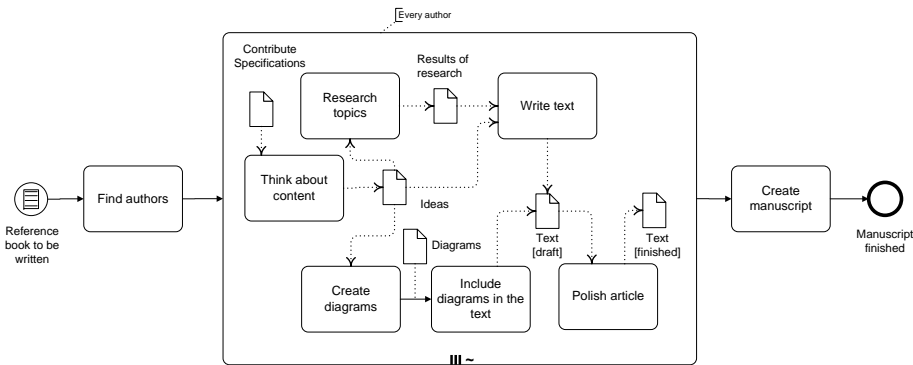 Every author
Contribute
Specifications
Results of
research
Research
topics
Write text
Think about
content
Find authors
Create
manuscript
Ideas
Reference
book to be
written
Manuscript
finished
Diagrams
Text
[draft]
Text
[finished]
Create
diagrams
Include
diagrams in the
text
Polish article